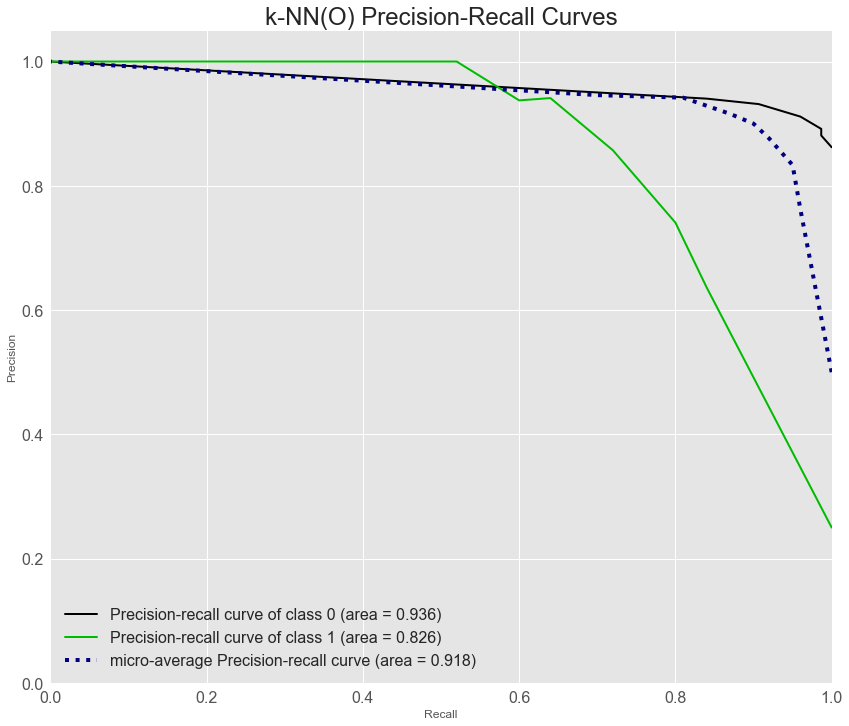 k-NN(O) Precision-Recall Curves
1.0
0.8
0.6
0.4
0.2
0.0
Precision
Precision-recall curve of class 0 (area = 0.936)
Precision-recall curve of class 1 (area = 0.826)
micro-average Precision-recall curve (area = 0.918)
0.0 0.2 0.4 0.6 0.8 1.0
Recall